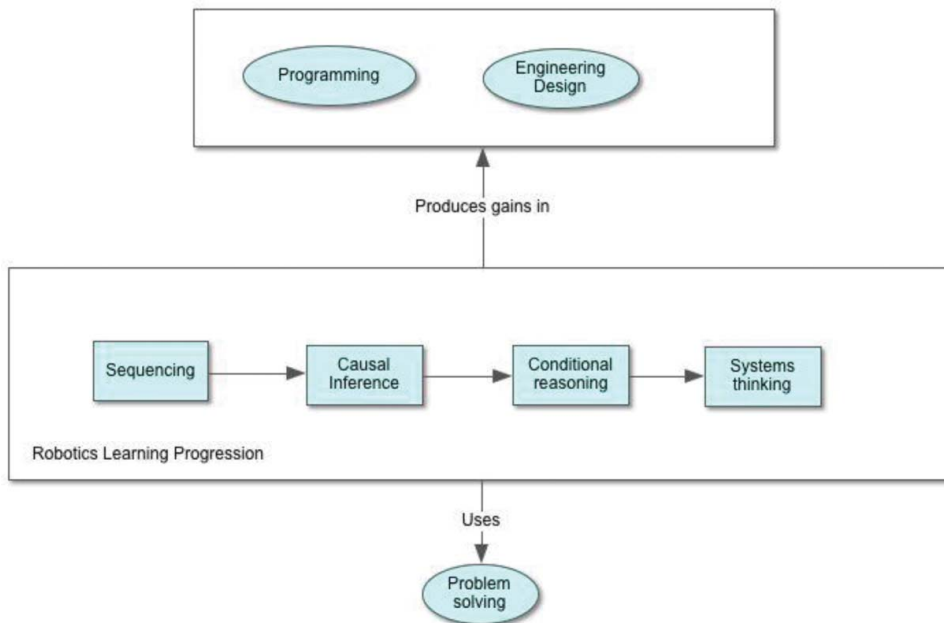 Programming
Engineering
Design
Produces gains in
Sequencing
Causal
Inference
Conditional
reasoning
Systems
thinking
Robotics Learning Progression
Uses
Problem
solving